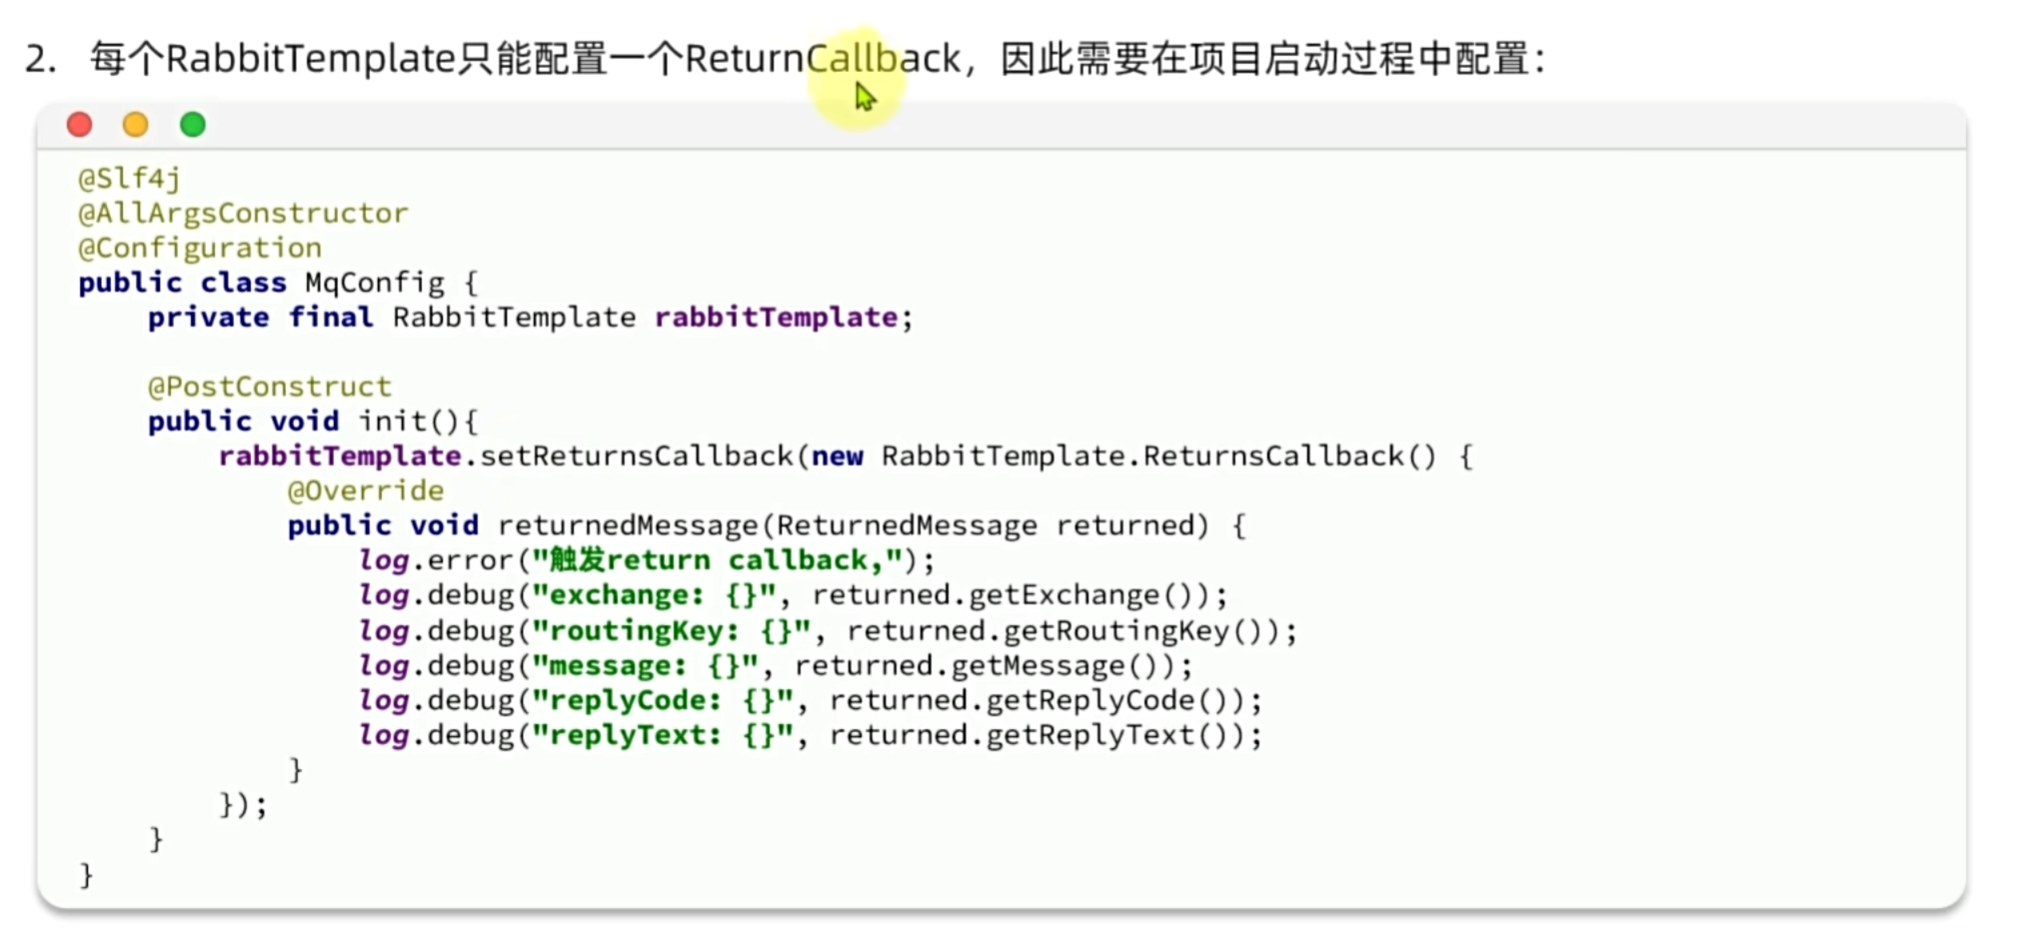 2. 每个RabbitTemplate只能配置一个ReturnCallback，因此需要在项目启动过程中配置：
@Slf4j
@AllArgsConstructor
@Configuration
public class MqConfig {
    private final RabbitTemplate rabbitTemplate;

    @PostConstruct
    public void init(){
        rabbitTemplate.setReturnsCallback(new RabbitTemplate.ReturnsCallback() {
            @Override
            public void returnedMessage(ReturnedMessage returned) {
                log.error("触发return callback,");
                log.debug("exchange: {}", returned.getExchange());
                log.debug("routingKey: {}", returned.getRoutingKey());
                log.debug("message: {}", returned.getMessage());
                log.debug("replyCode: {}", returned.getReplyCode());
                log.debug("replyText: {}", returned.getReplyText());
            }
        });
    }
}